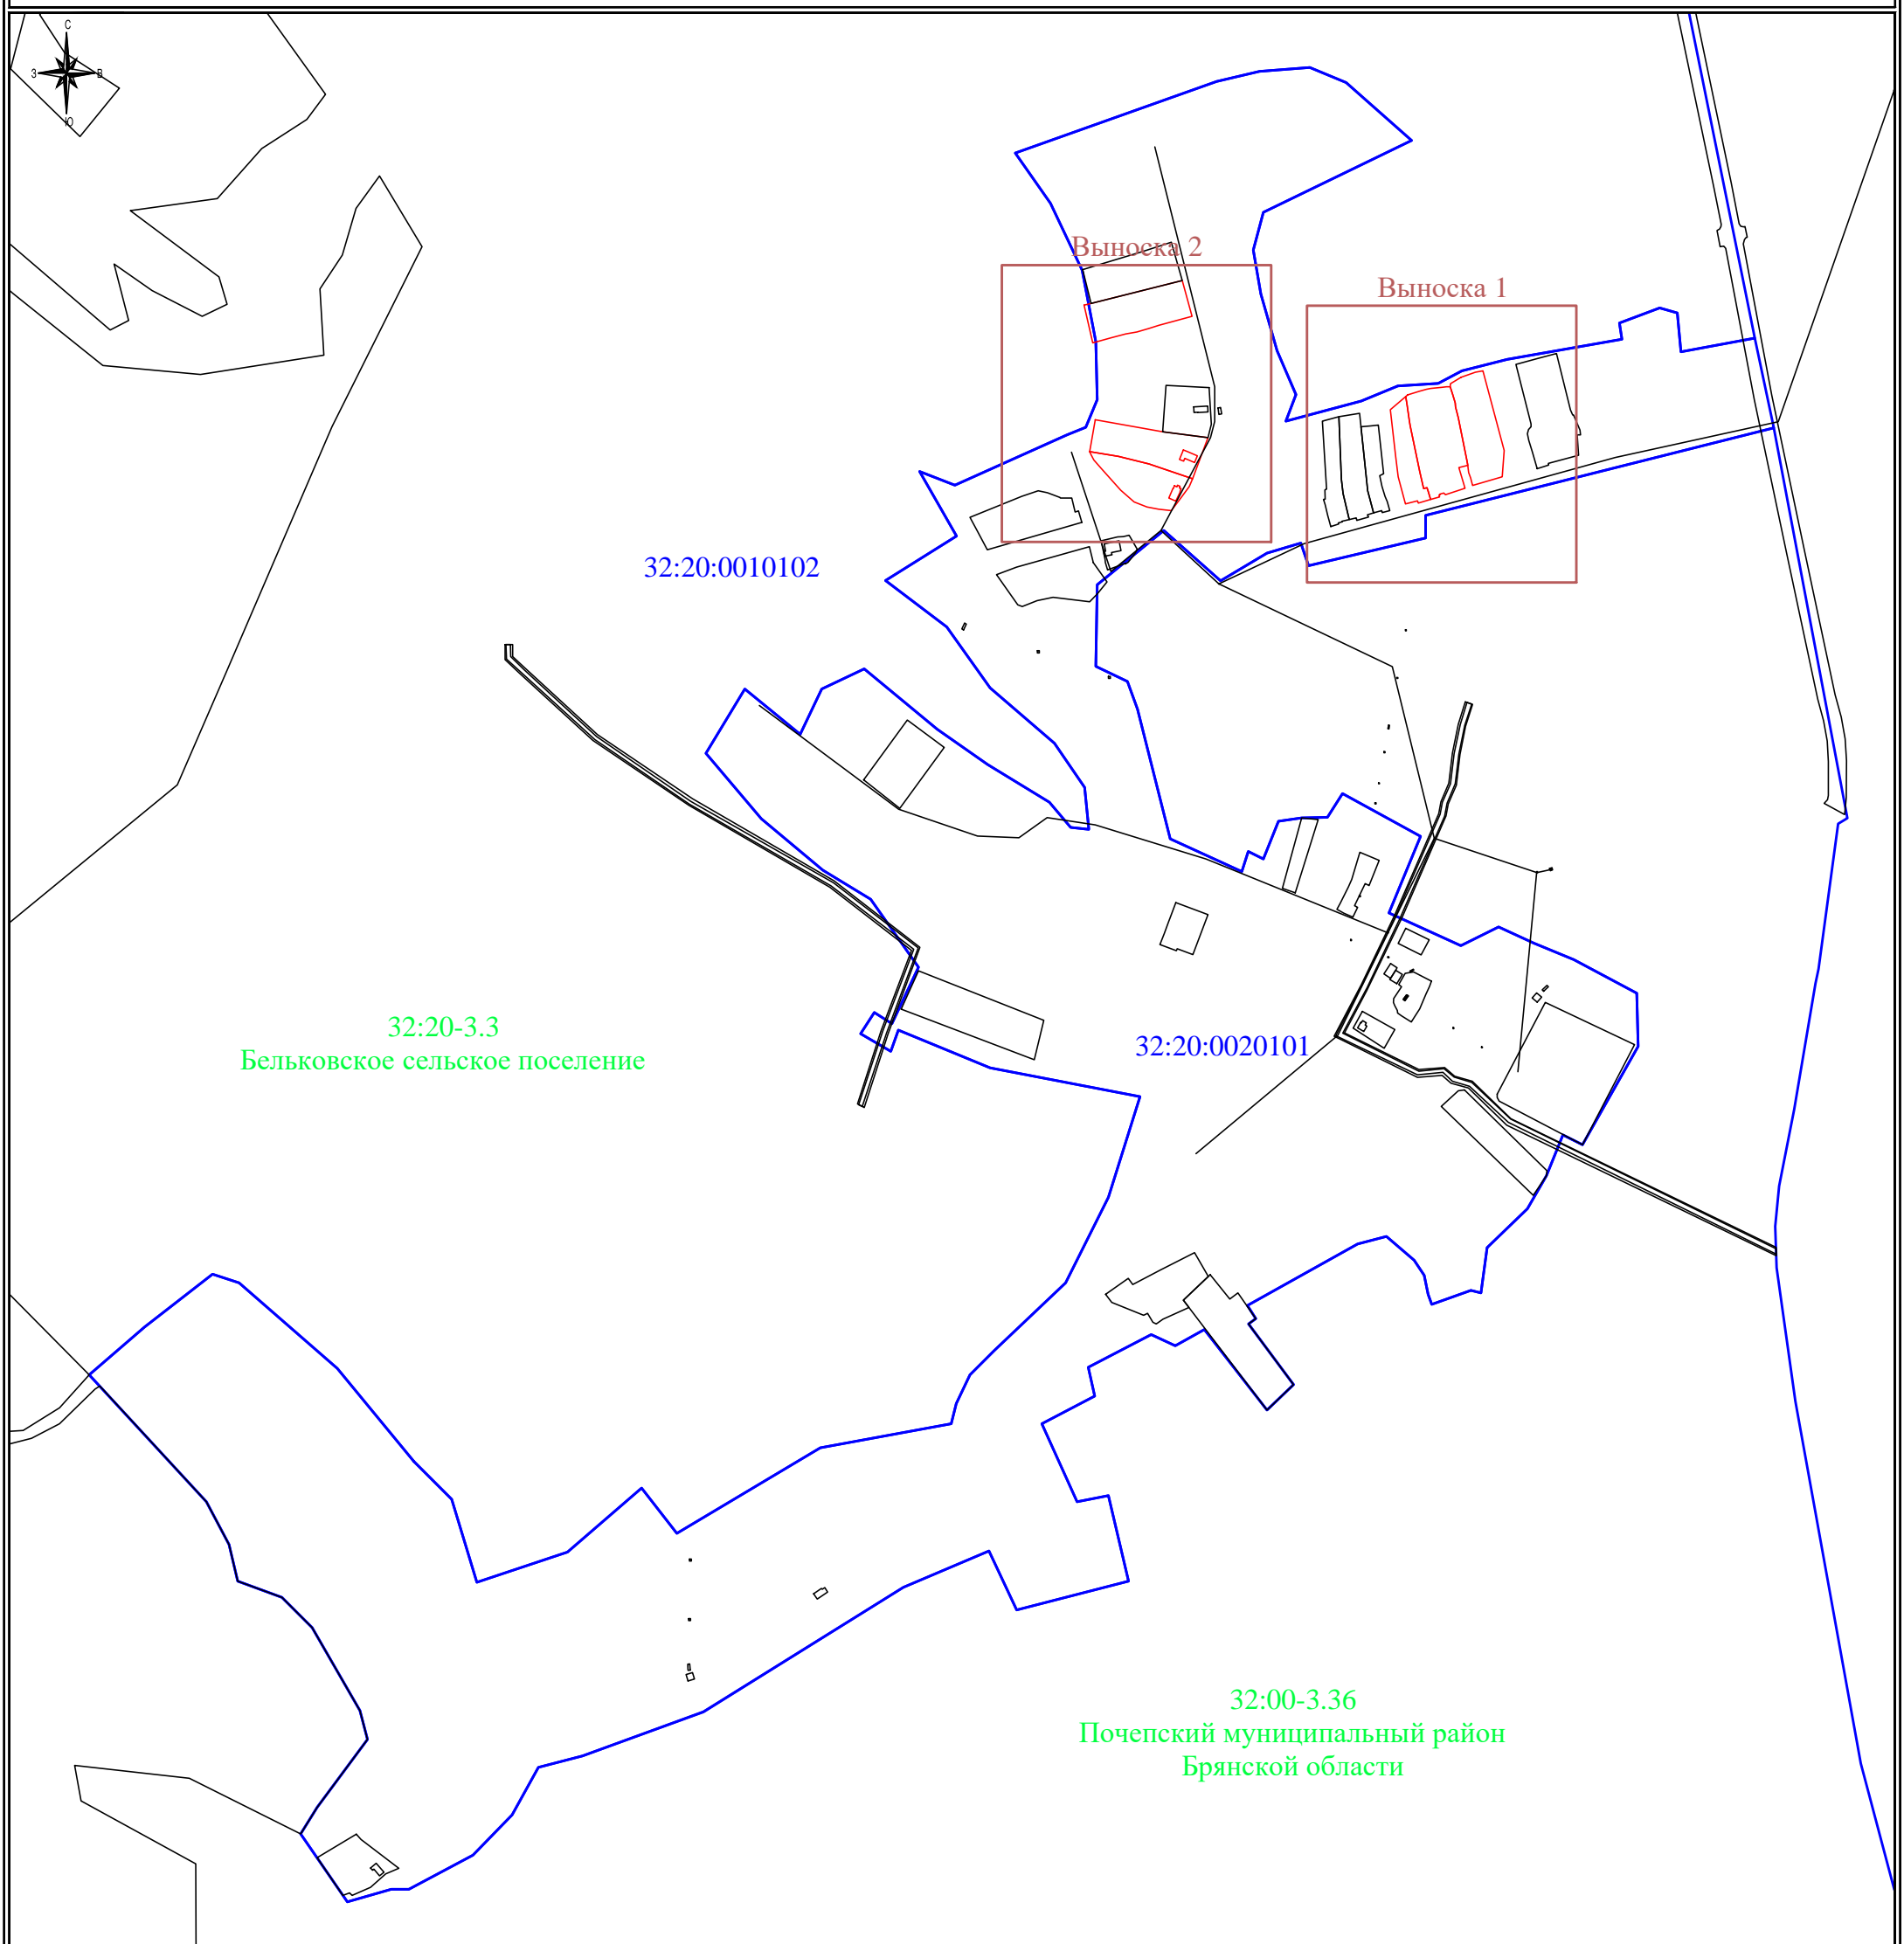 С
З
В
Ю
Выноска 2
Выноска 1
32:20:0010102
32:20-3.3
Бельковское сельское поселение
32:20:0020101
32:00-3.36
Почепский муниципальный район
Брянской области